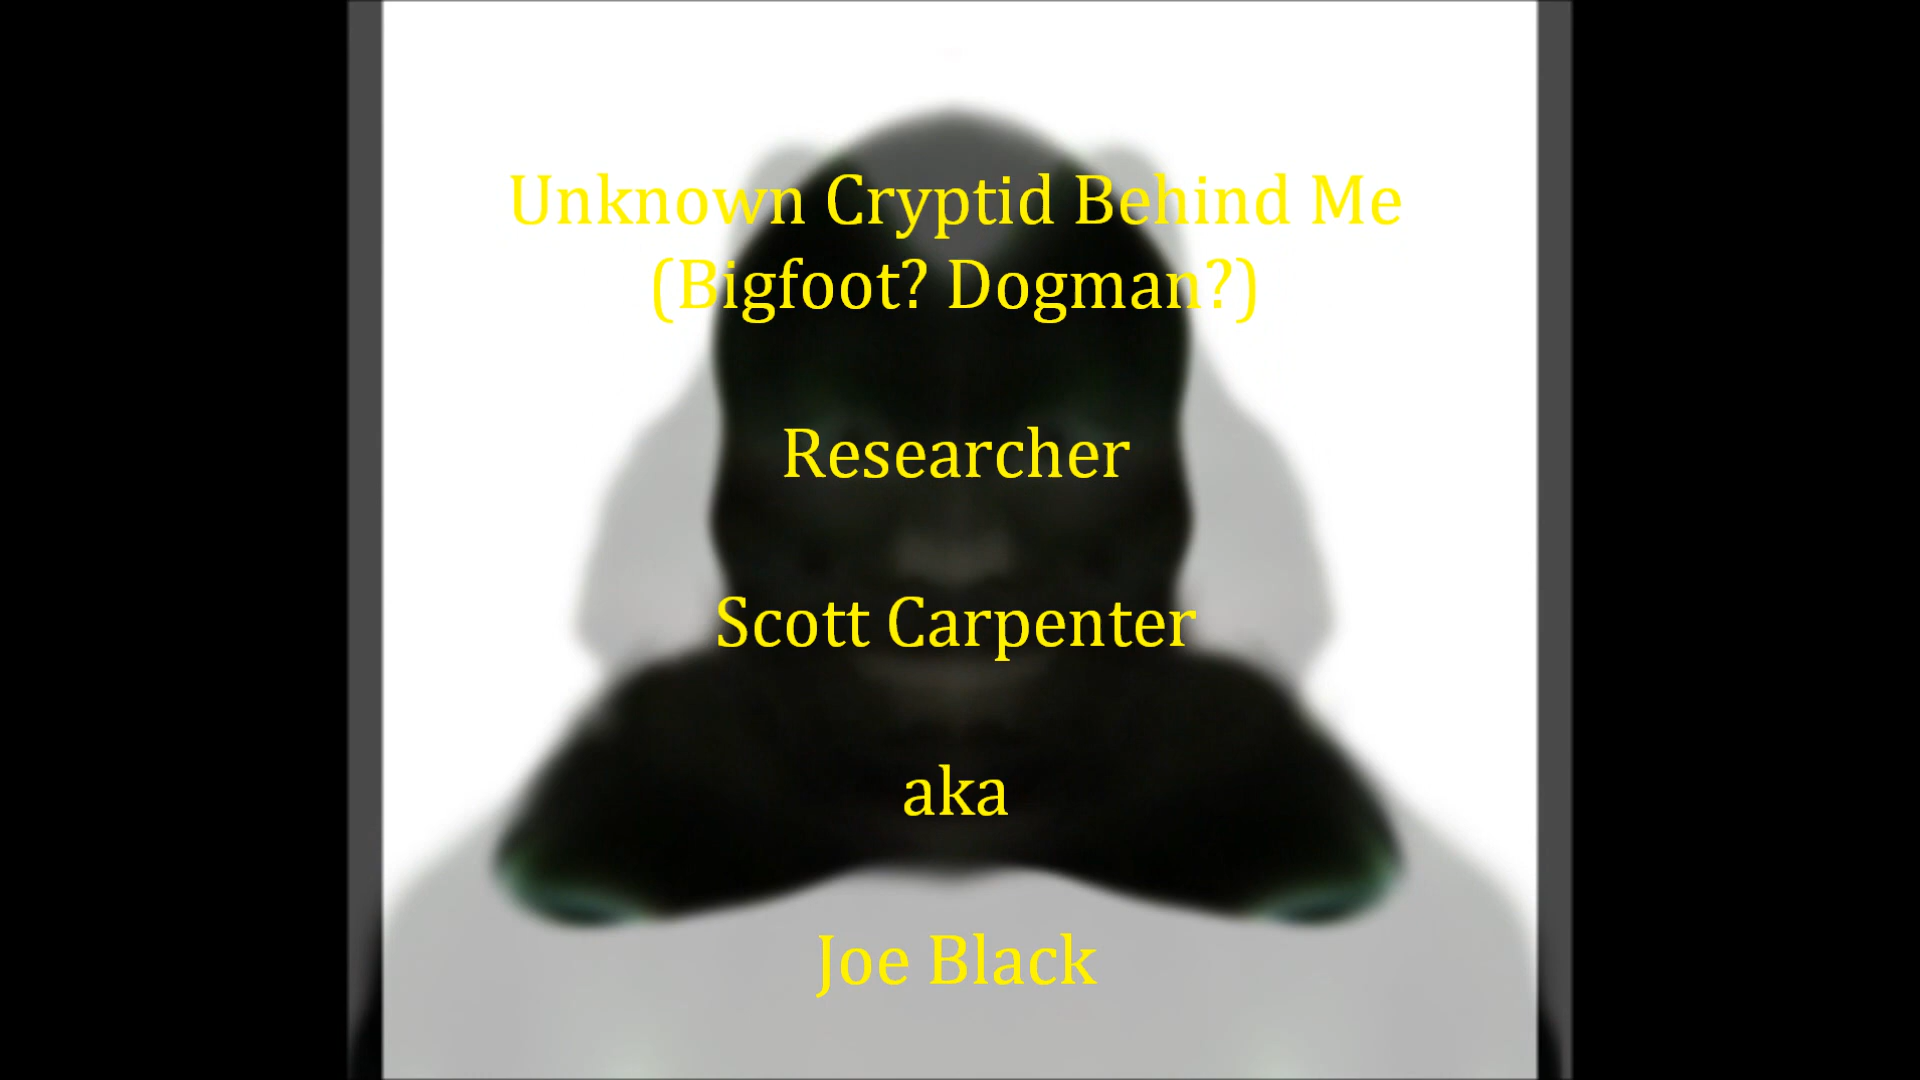 Unknown Cryptid Behind Me
(Bigfoot? Dogman?)
Researcher
Scott Carpenter
aka
Joe Black